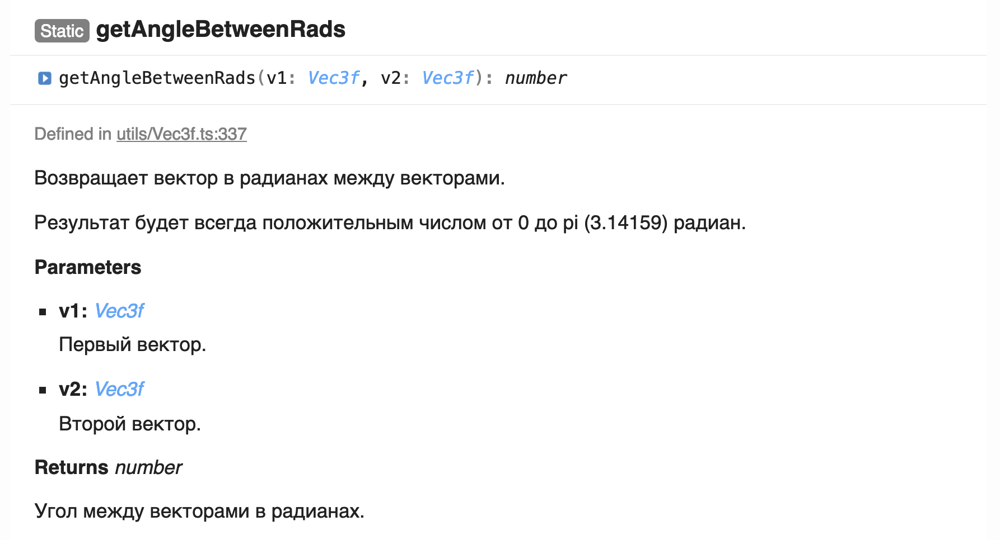 Static getAngleBetweenRads
getAngleBetweenRads(v1: Vec3f, v2: Vec3f): number
Defined in utils/Vec3f.ts:337
Возвращает вектор в радианах между векторами.
Результат будет всегда положительным числом от 0 до pi (3.14159) радиан.
Parameters
v1: Vec3f
Первый вектор.
v2: Vec3f
Второй вектор.
Returns number
Угол между векторами в радианах.